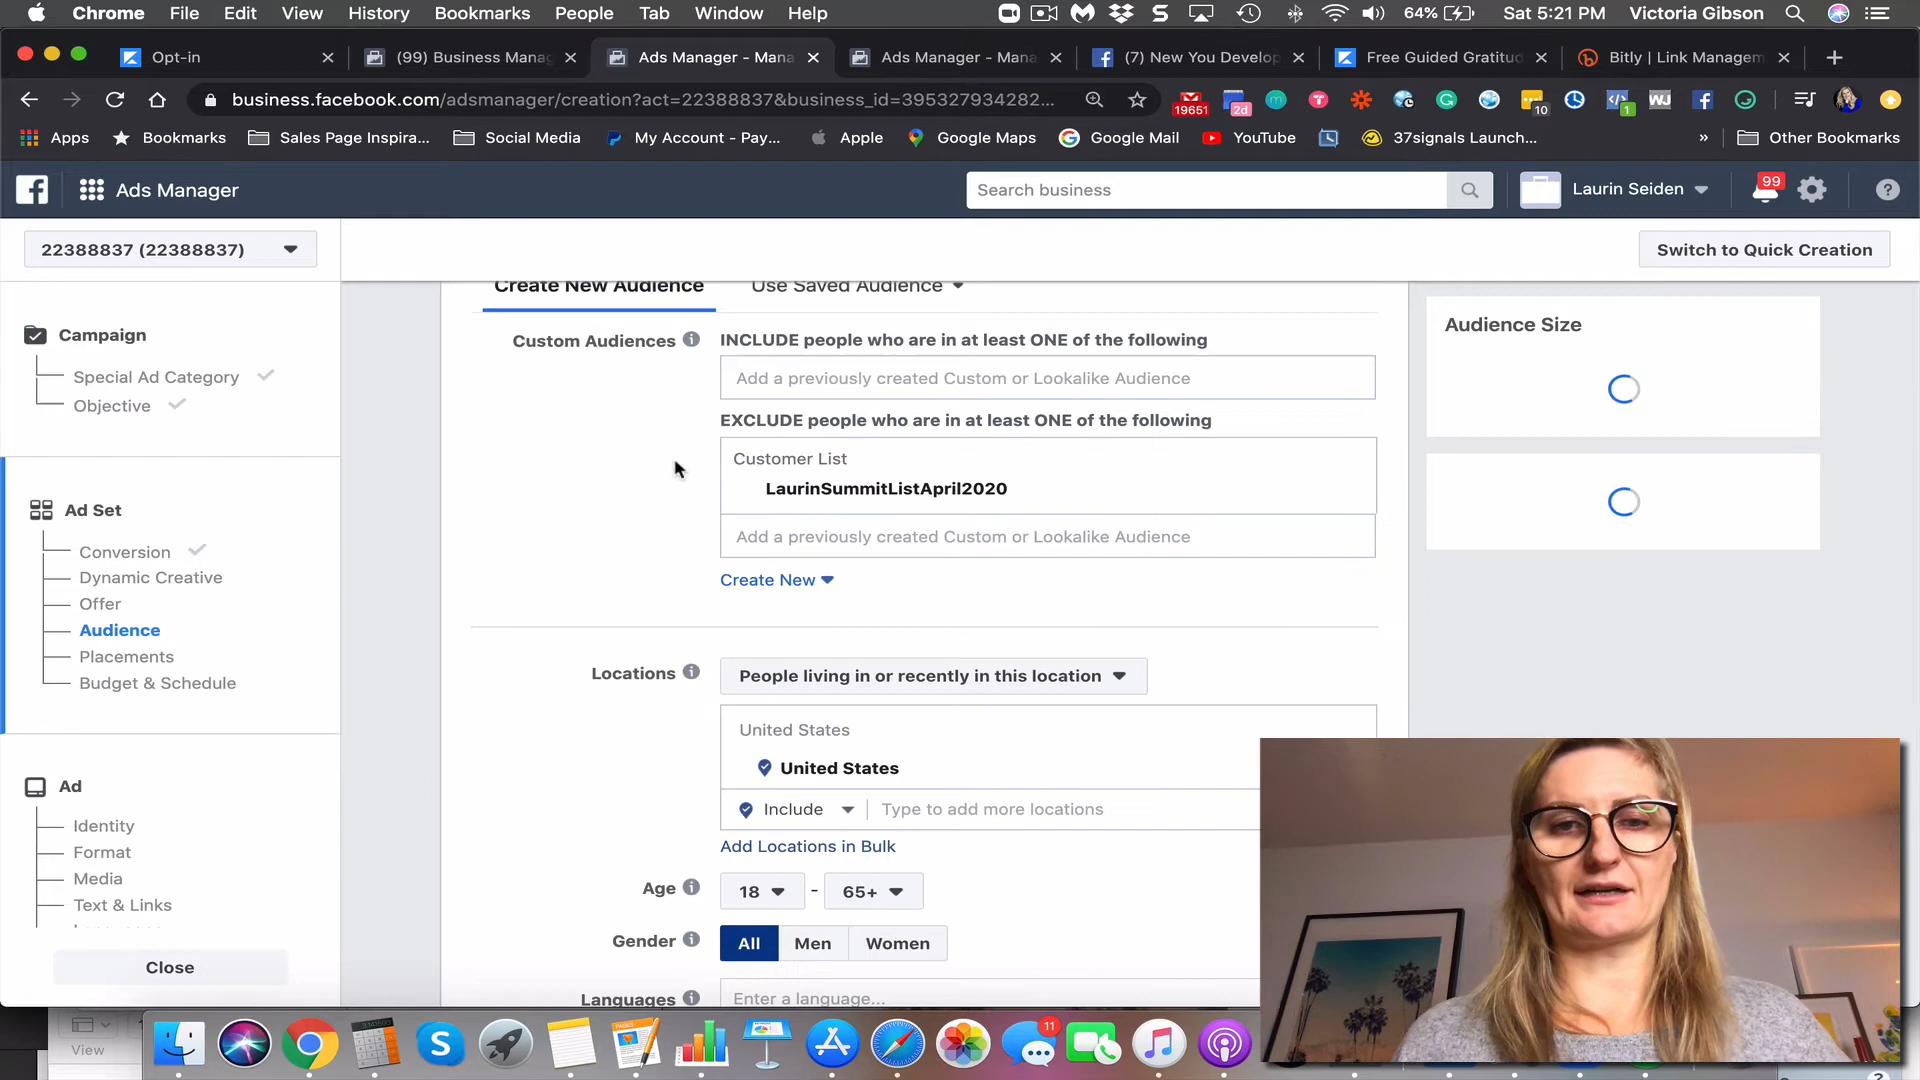 Chrome File Edit View History Bookmarks People Tab Window Help 64% Sat 5:21 PM Victoria Gibson
Opt-in (99) Business Mana Ads Manager - Mana Ads Manager - Mana (7) New You Develop Free Guided Gratitud Bitly | Link Managem
business.facebook.com/adsmanager/creation?act=22388837&business_id=395327934282... 19651 2d 10 1
Apps Bookmarks Sales Page Inspira... Social Media My Account - Pay... Apple Google Maps Google Mail YouTube 37signals Launch... » Other Bookmarks
Ads Manager Search business Laurin Seiden 99
22388837 (22388837) Switch to Quick Creation
Create New Audience Use Saved Audience
Campaign
Special Ad Category
Objective
Ad Set
Conversion
Dynamic Creative
Offer
Audience
Placements
Budget & Schedule
Ad
Identity
Format
Media
Text & Links
Close
Custom Audiences
INCLUDE people who are in at least ONE of the following
Add a previously created Custom or Lookalike Audience
EXCLUDE people who are in at least ONE of the following
Customer List
LaurinSummitListApril2020
Add a previously created Custom or Lookalike Audience
Create New
Locations People living in or recently in this location
United States
United States
Include Type to add more locations
Add Locations in Bulk
Age 18 - 65+
Gender All Men Women
Languages Enter a language...
Audience Size
View
11